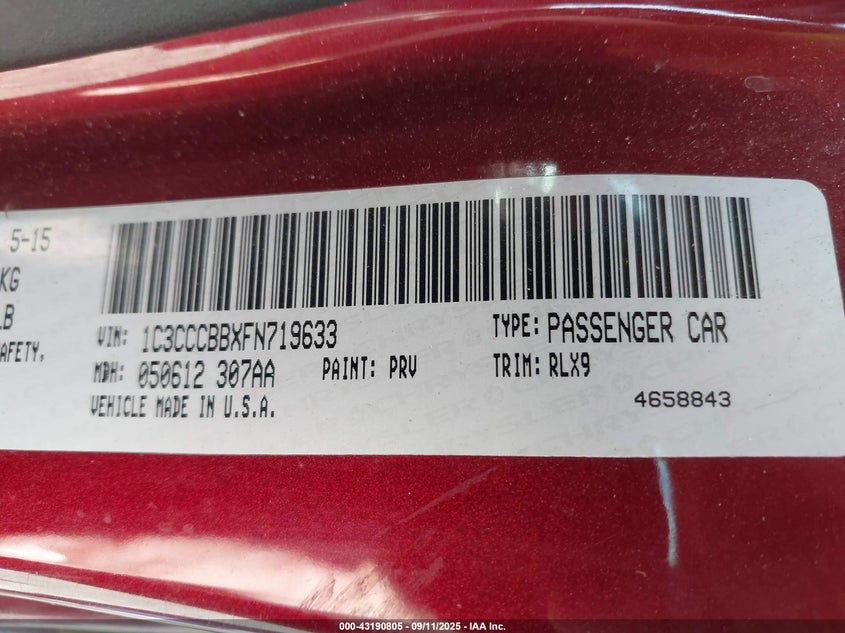 5-15
KG
LB
AFETY,
VIN: 1C3CCCBBXFN719633
TYPE: PASSENGER CAR
MDH: 050612 307AA
PAINT: PRV
TRIM: RLX9
VEHICLE MADE IN U.S.A.
4658843
000-43190805 - 09/11/2025 - IAA Inc.